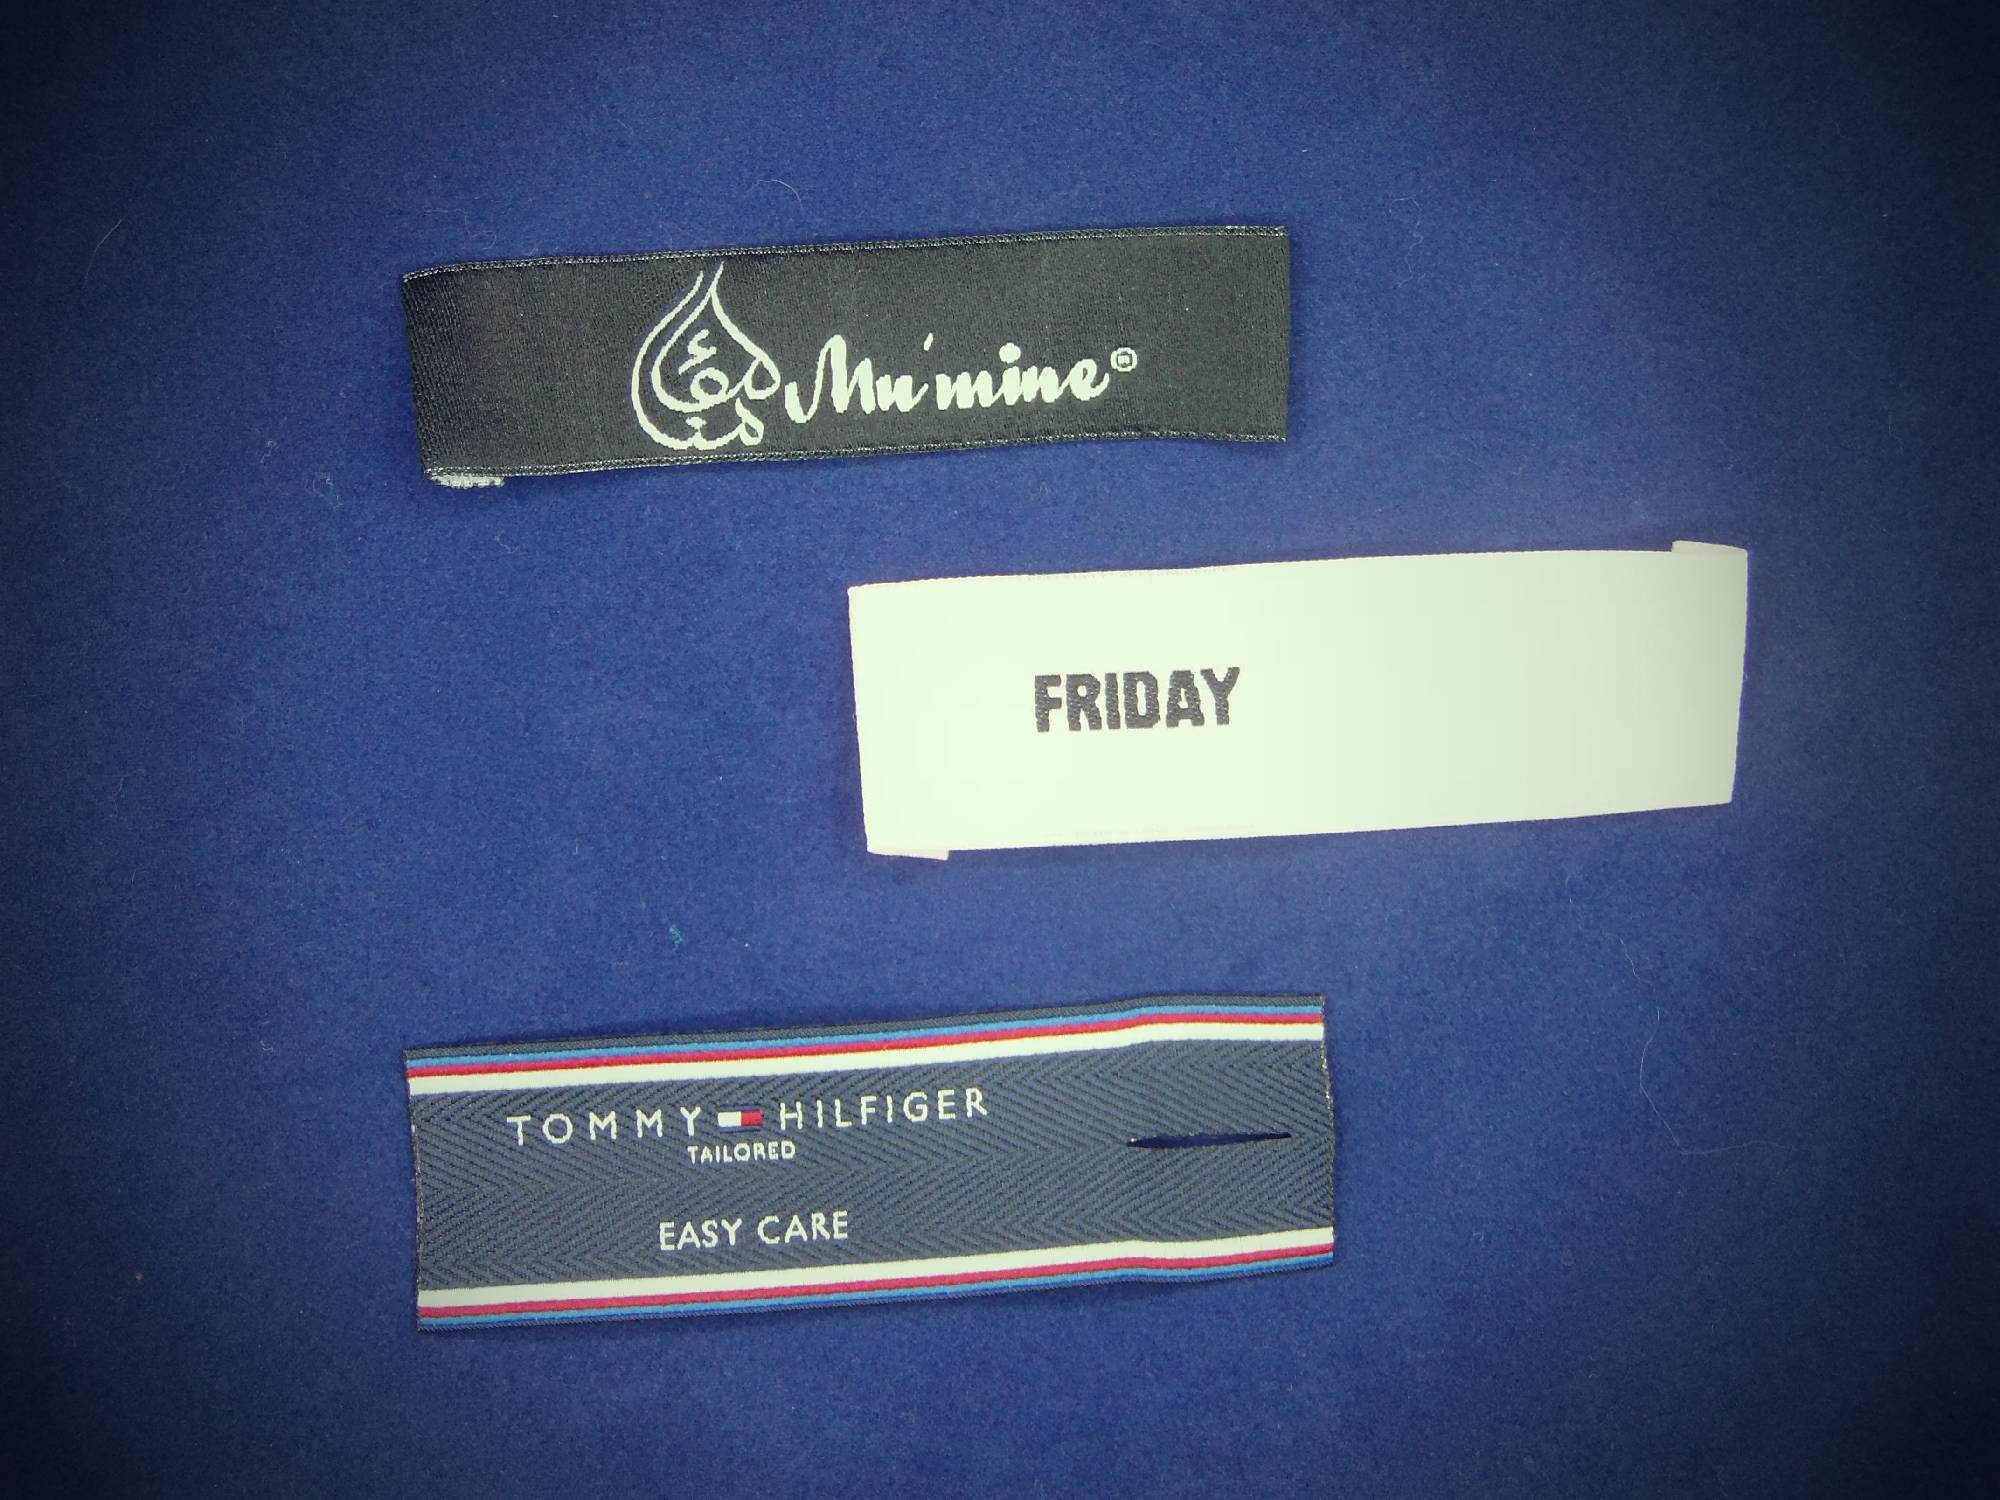 Mu'mine®
FRIDAY
TOMMY HILFIGER
TAILORED
EASY CARE